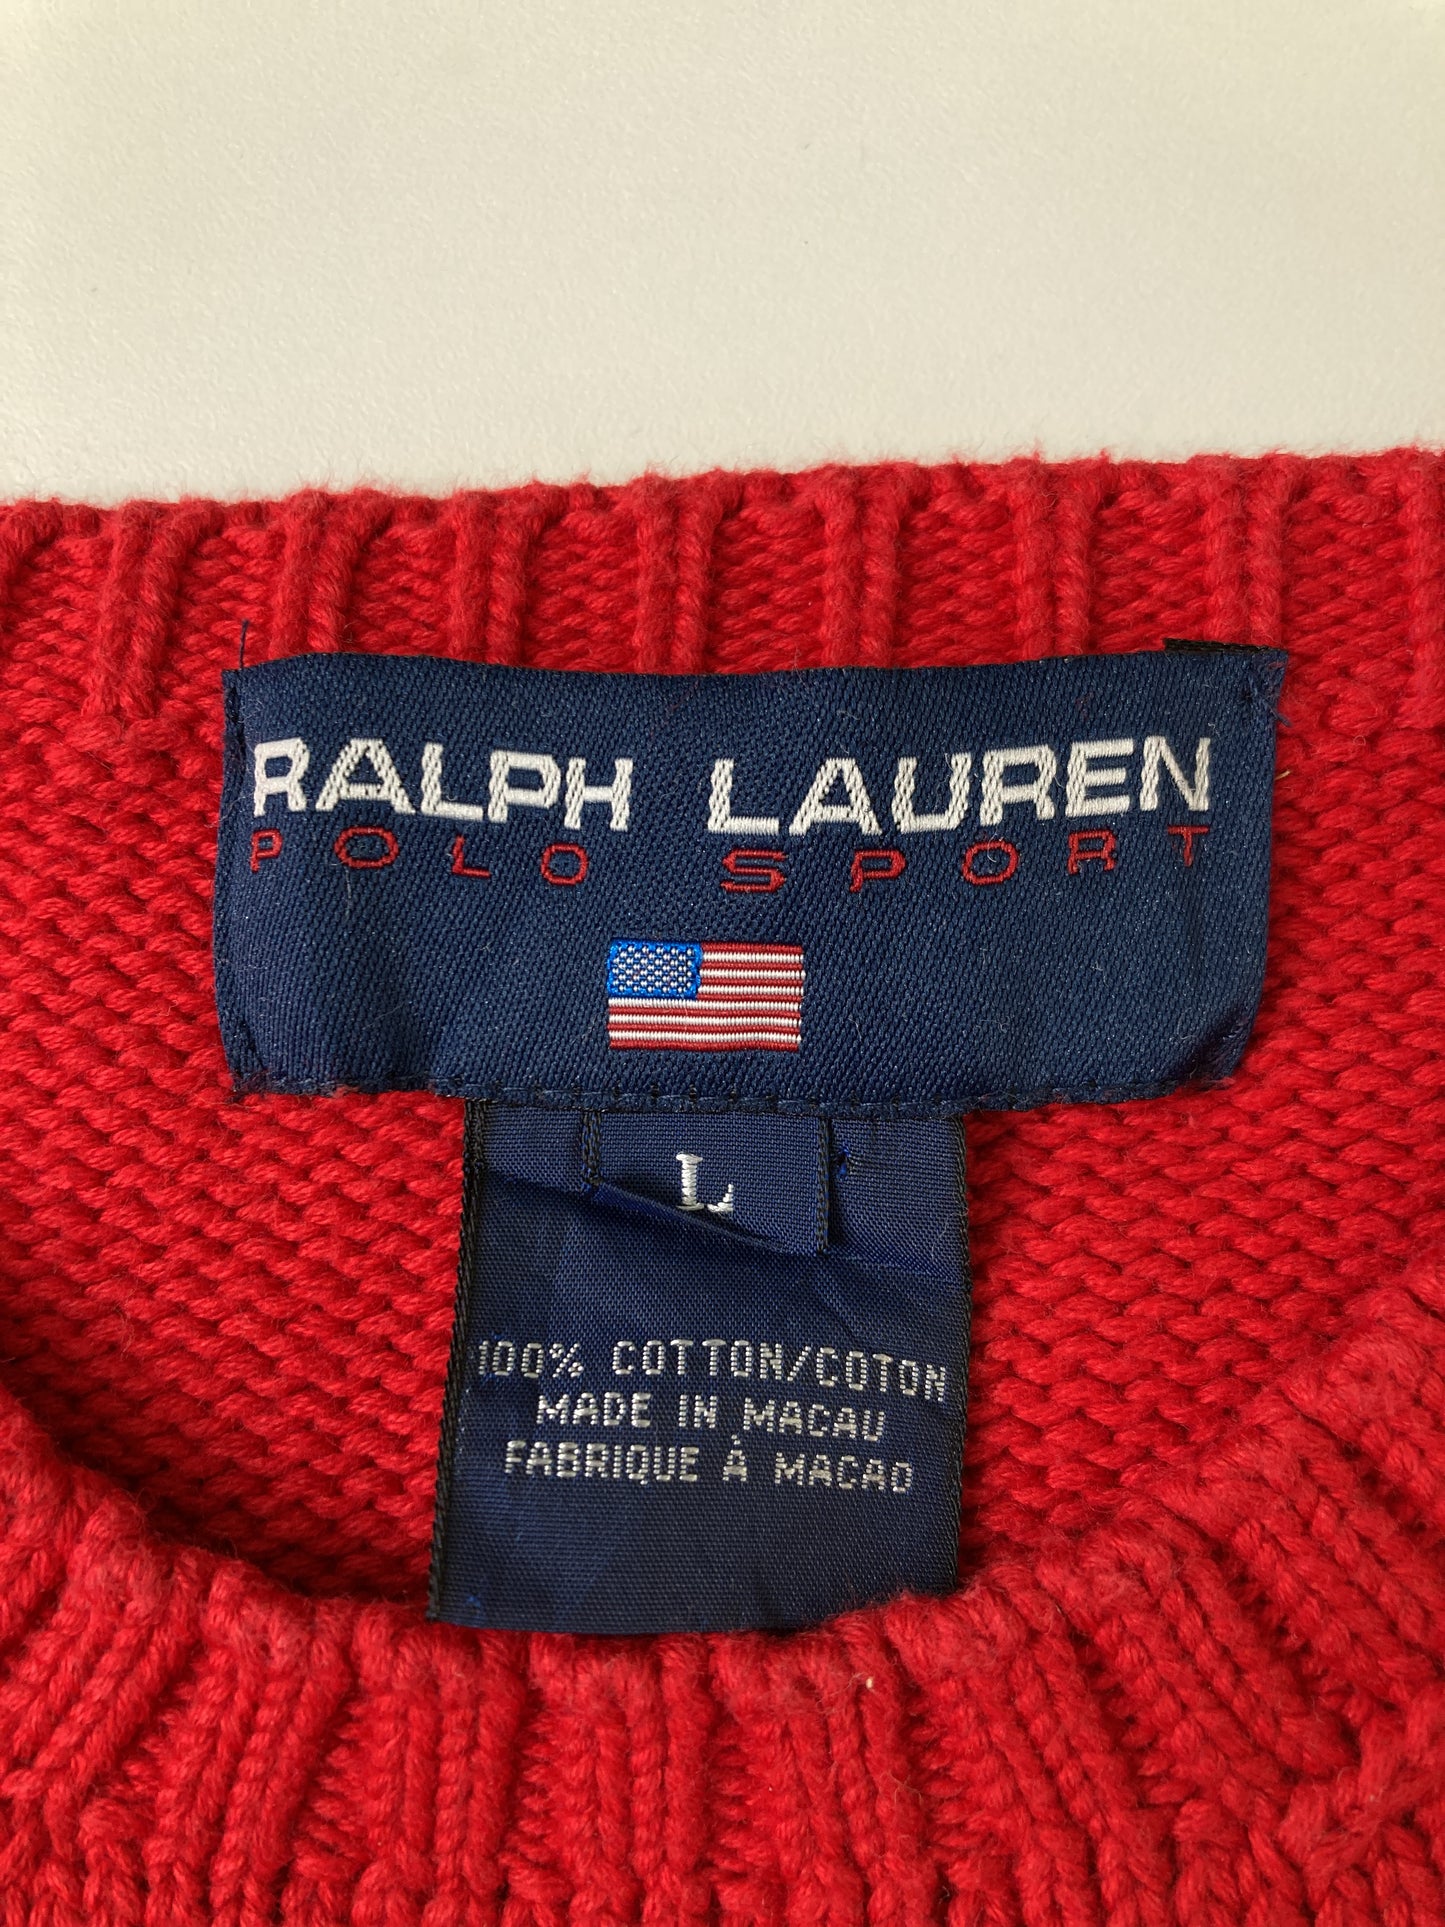 RALPH LAUREN
POLO SPORT
L
100% COTTON/COTON
MADE IN MACAU
FABRIQUE À MACAO